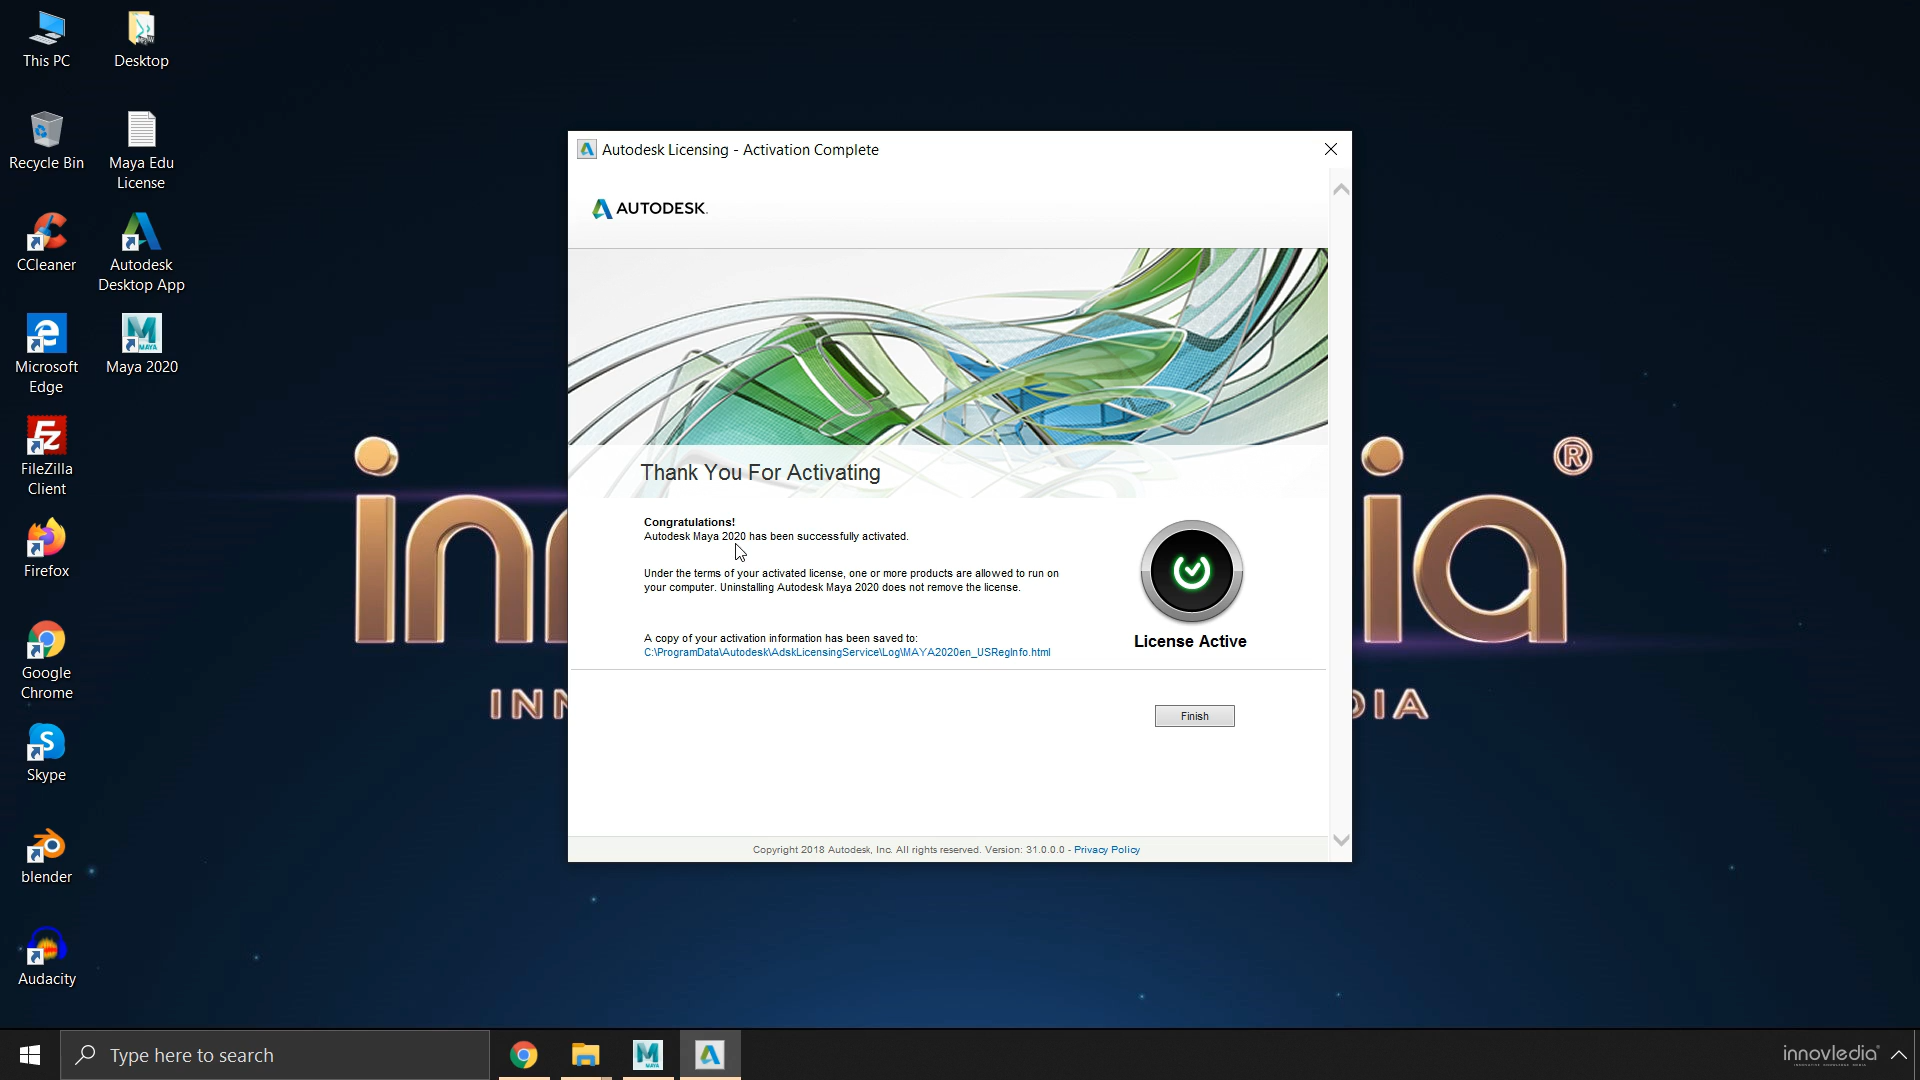 This PC
Desktop
Recycle Bin
Maya Edu
License
CCleaner
Autodesk
Desktop App
Microsoft
Edge
Maya 2020
MAYA
FileZilla
Client
Firefox
Google
Chrome
Skype
blender
Audacity
Autodesk Licensing - Activation Complete
AUTODESK.
Thank You For Activating
Congratulations!
Autodesk Maya 2020 has been successfully activated.
Under the terms of your activated license, one or more products are allowed to run on
your computer. Uninstalling Autodesk Maya 2020 does not remove the license.
A copy of your activation information has been saved to:
C:\ProgramData\Autodesk\AdskLicensingService\Log\MAYA2020en_USRegInfo.html
License Active
Finish
Copyright 2018 Autodesk, Inc. All rights reserved. Version: 31.0.0.0 - Privacy Policy
ia ®
INN
DIA
Type here to search
MAYA
innovledia